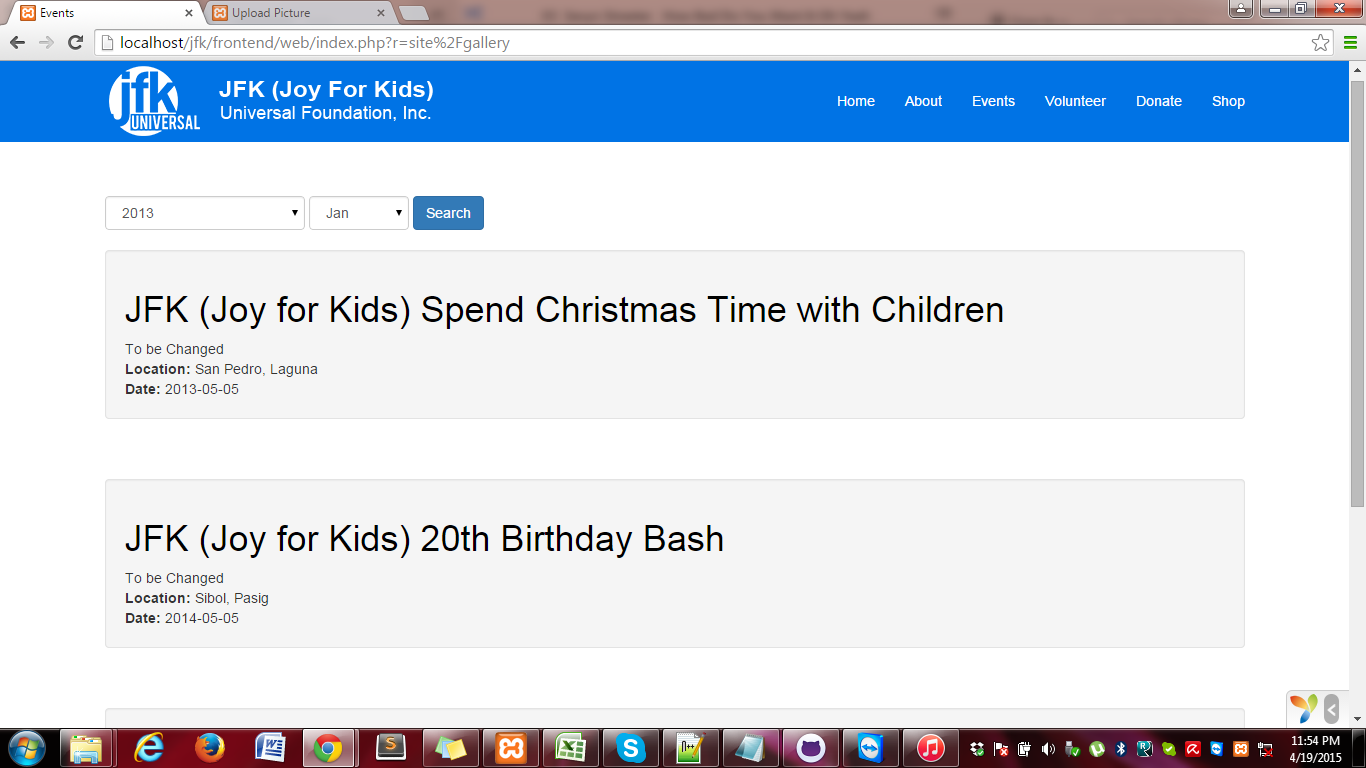 Events
Upload Picture
localhost/jfk/frontend/web/index.php?r=site%2Fgallery
jfk
UNIVERSAL
JFK (Joy For Kids)
Universal Foundation, Inc.
Home About Events Volunteer Donate Shop
2013 Jan Search
JFK (Joy for Kids) Spend Christmas Time with Children
To be Changed
Location: San Pedro, Laguna
Date: 2013-05-05
JFK (Joy for Kids) 20th Birthday Bash
To be Changed
Location: Sibol, Pasig
Date: 2014-05-05
11:54 PM
4/19/2015